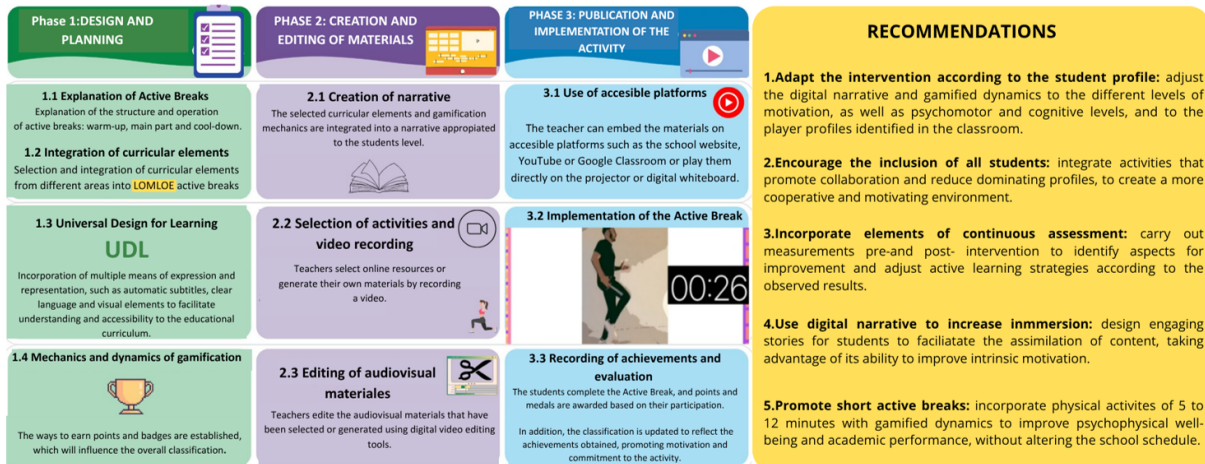 Phase 1:DESIGN AND
PLANNING
1.1 Explanation of Active Breaks
Explanation of the structure and operation
of active breaks: warm-up, main part and cool-down.
1.2 Integration of curricular elements
Selection and integration of curricular elements
from different areas into LOMLOE active breaks
1.3 Universal Design for Learning
UDL
Incorporation of multiple means of expression and
representation, such as automatic subtitles, clear
language and visual elements to facilitate
understanding and accessibility to the educational
curriculum.
1.4 Mechanics and dynamics of gamification
The ways to earn points and badges are established,
which will influence the overall classification.
PHASE 2: CREATION AND
EDITING OF MATERIALS
2.1 Creation of narrative
The selected curricular elements and gamification
mechanics are integrated into a narrative appropiated
to the students level.
2.2 Selection of activities and
video recording
Teachers select online resources or
generate their own materials by recording
a video.
2.3 Editing of audiovisual
materiales
Teachers edite the audiovisual materials that have
been selected or generated using digital video editing
tools.
PHASE 3: PUBLICATION AND
IMPLEMENTATION OF THE
ACTIVITY
3.1 Use of accesible platforms
The teacher can embed the materials on
accesible platforms such as the school website,
YouTube or Google Classroom or play them
directly on the projector or digital whiteboard.
3.2 Implementation of the Active Break
00:26
3.3 Recording of achievements and
evaluation
The students complete the Active Break, and points and
medals are awarded based on their participation.
In addition, the classification is updated to reflect the
achievements obtained, promoting motivation and
commitment to the activity.
RECOMMENDATIONS
1.Adapt the intervention according to the student profile: adjust
the digital narrative and gamified dynamics to the different levels of
motivation, as well as psychomotor and cognitive levels, and to the
player profiles identified in the classroom.
2.Encourage the inclusion of all students: integrate activities that
promote collaboration and reduce dominating profiles, to create a more
cooperative and motivating environment.
3.Incorporate elements of continuous assessment: carry out
measurements pre-and post- intervention to identify aspects for
improvement and adjust active learning strategies according to the
observed results.
4.Use digital narrative to increase inmmersion: design engaging
stories for students to faciliatate the assimilation of content, taking
advantage of its ability to improve intrinsic motivation.
5.Promote short active breaks: incorporate physical activites of 5 to
12 minutes with gamified dynamics to improve psychophysical well-
being and academic performance, without altering the school schedule.